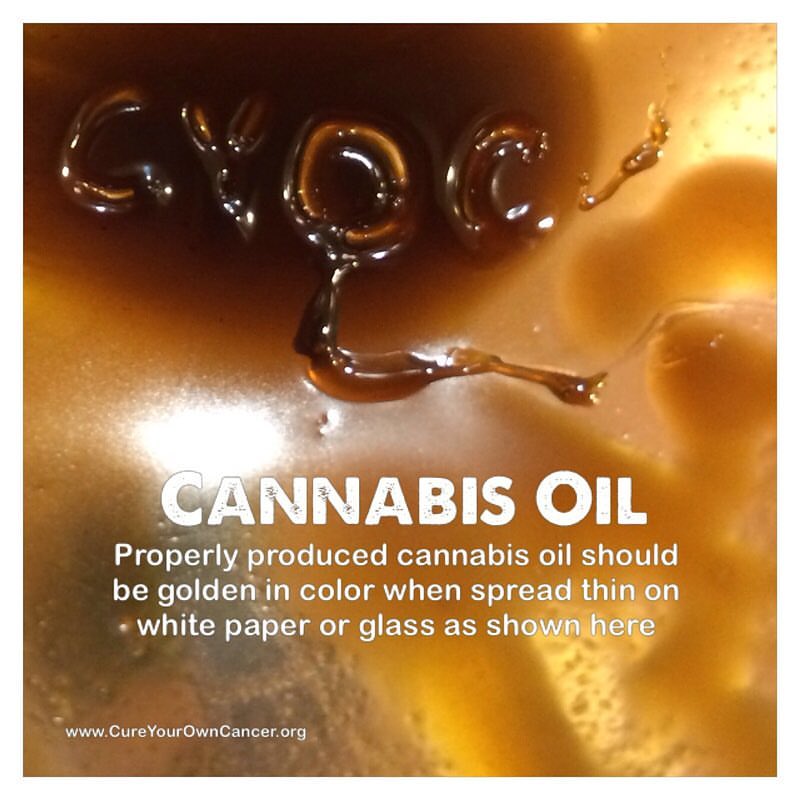 CYOC
CANNABIS OIL
Properly produced cannabis oil should
be golden in color when spread thin on
white paper or glass as shown here
www.CureYourOwnCancer.org